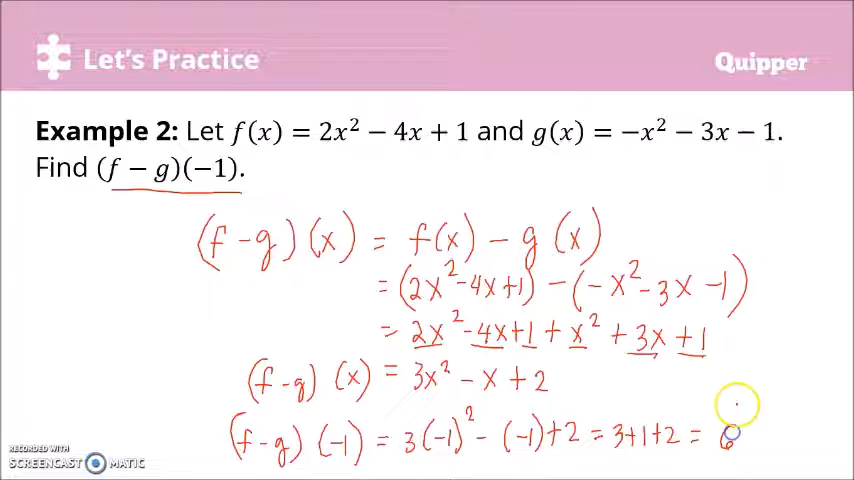 Let's Practice
Quipper
Example 2: Let f(x) = 2x² − 4x + 1 and g(x) = −x² − 3x − 1.
Find (f − g)(−1).
(f - g)(x) = f(x) - g(x)
= (2x² - 4x + 1) - (-x² - 3x - 1)
= 2x² - 4x + 1 + x² + 3x + 1
(f - g)(x) = 3x² - x + 2
(f - g)(-1) = 3(-1)² - (-1) + 2 = 3 + 1 + 2 = 6
RECORDED WITH
SCREENCAST MATIC